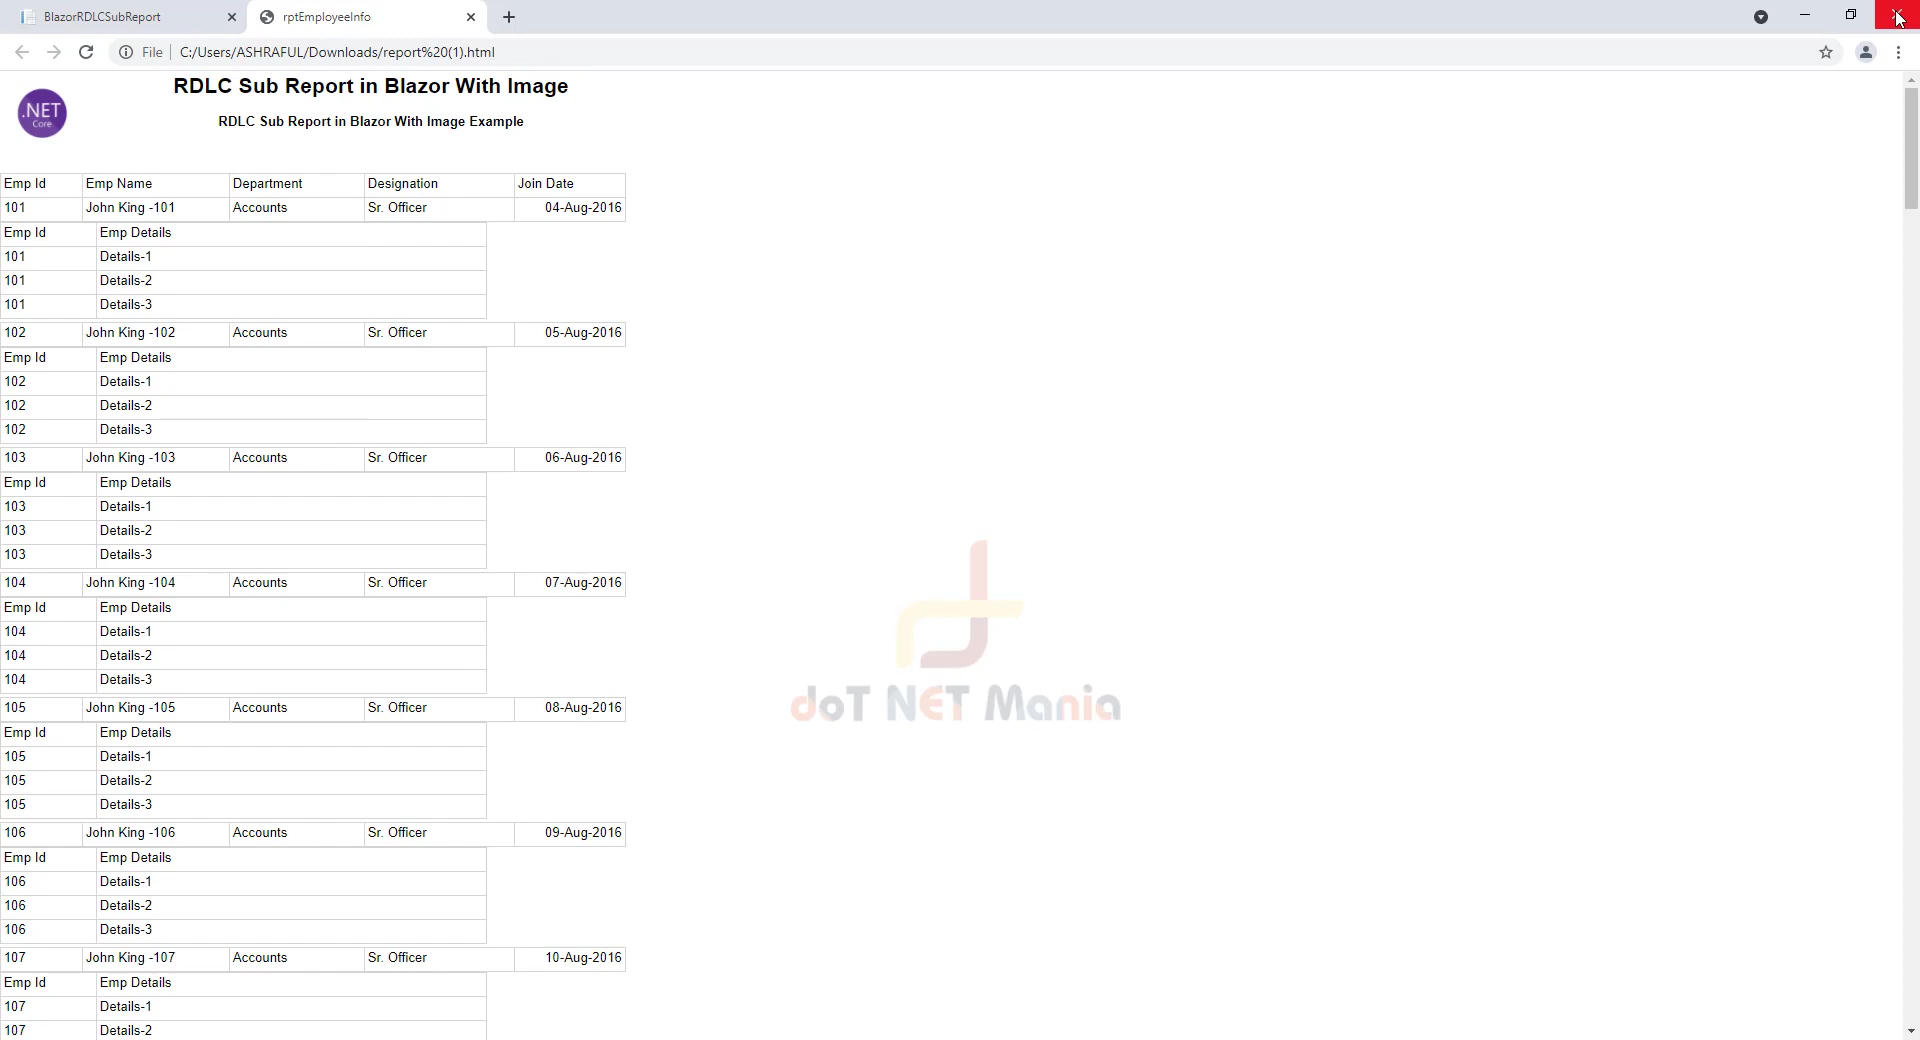 BlazorRDLCSubReport
rptEmployeeInfo
File C:/Users/ASHRAFUL/Downloads/report%20(1).html
.NET
Core
RDLC Sub Report in Blazor With Image
RDLC Sub Report in Blazor With Image Example
Emp Id Emp Name Department Designation Join Date
101 John King -101 Accounts Sr. Officer 04-Aug-2016
Emp Id Emp Details
101 Details-1
101 Details-2
101 Details-3
102 John King -102 Accounts Sr. Officer 05-Aug-2016
Emp Id Emp Details
102 Details-1
102 Details-2
102 Details-3
103 John King -103 Accounts Sr. Officer 06-Aug-2016
Emp Id Emp Details
103 Details-1
103 Details-2
103 Details-3
104 John King -104 Accounts Sr. Officer 07-Aug-2016
Emp Id Emp Details
104 Details-1
104 Details-2
104 Details-3
105 John King -105 Accounts Sr. Officer 08-Aug-2016
Emp Id Emp Details
105 Details-1
105 Details-2
105 Details-3
106 John King -106 Accounts Sr. Officer 09-Aug-2016
Emp Id Emp Details
106 Details-1
106 Details-2
106 Details-3
107 John King -107 Accounts Sr. Officer 10-Aug-2016
Emp Id Emp Details
107 Details-1
107 Details-2
doT NET Mania